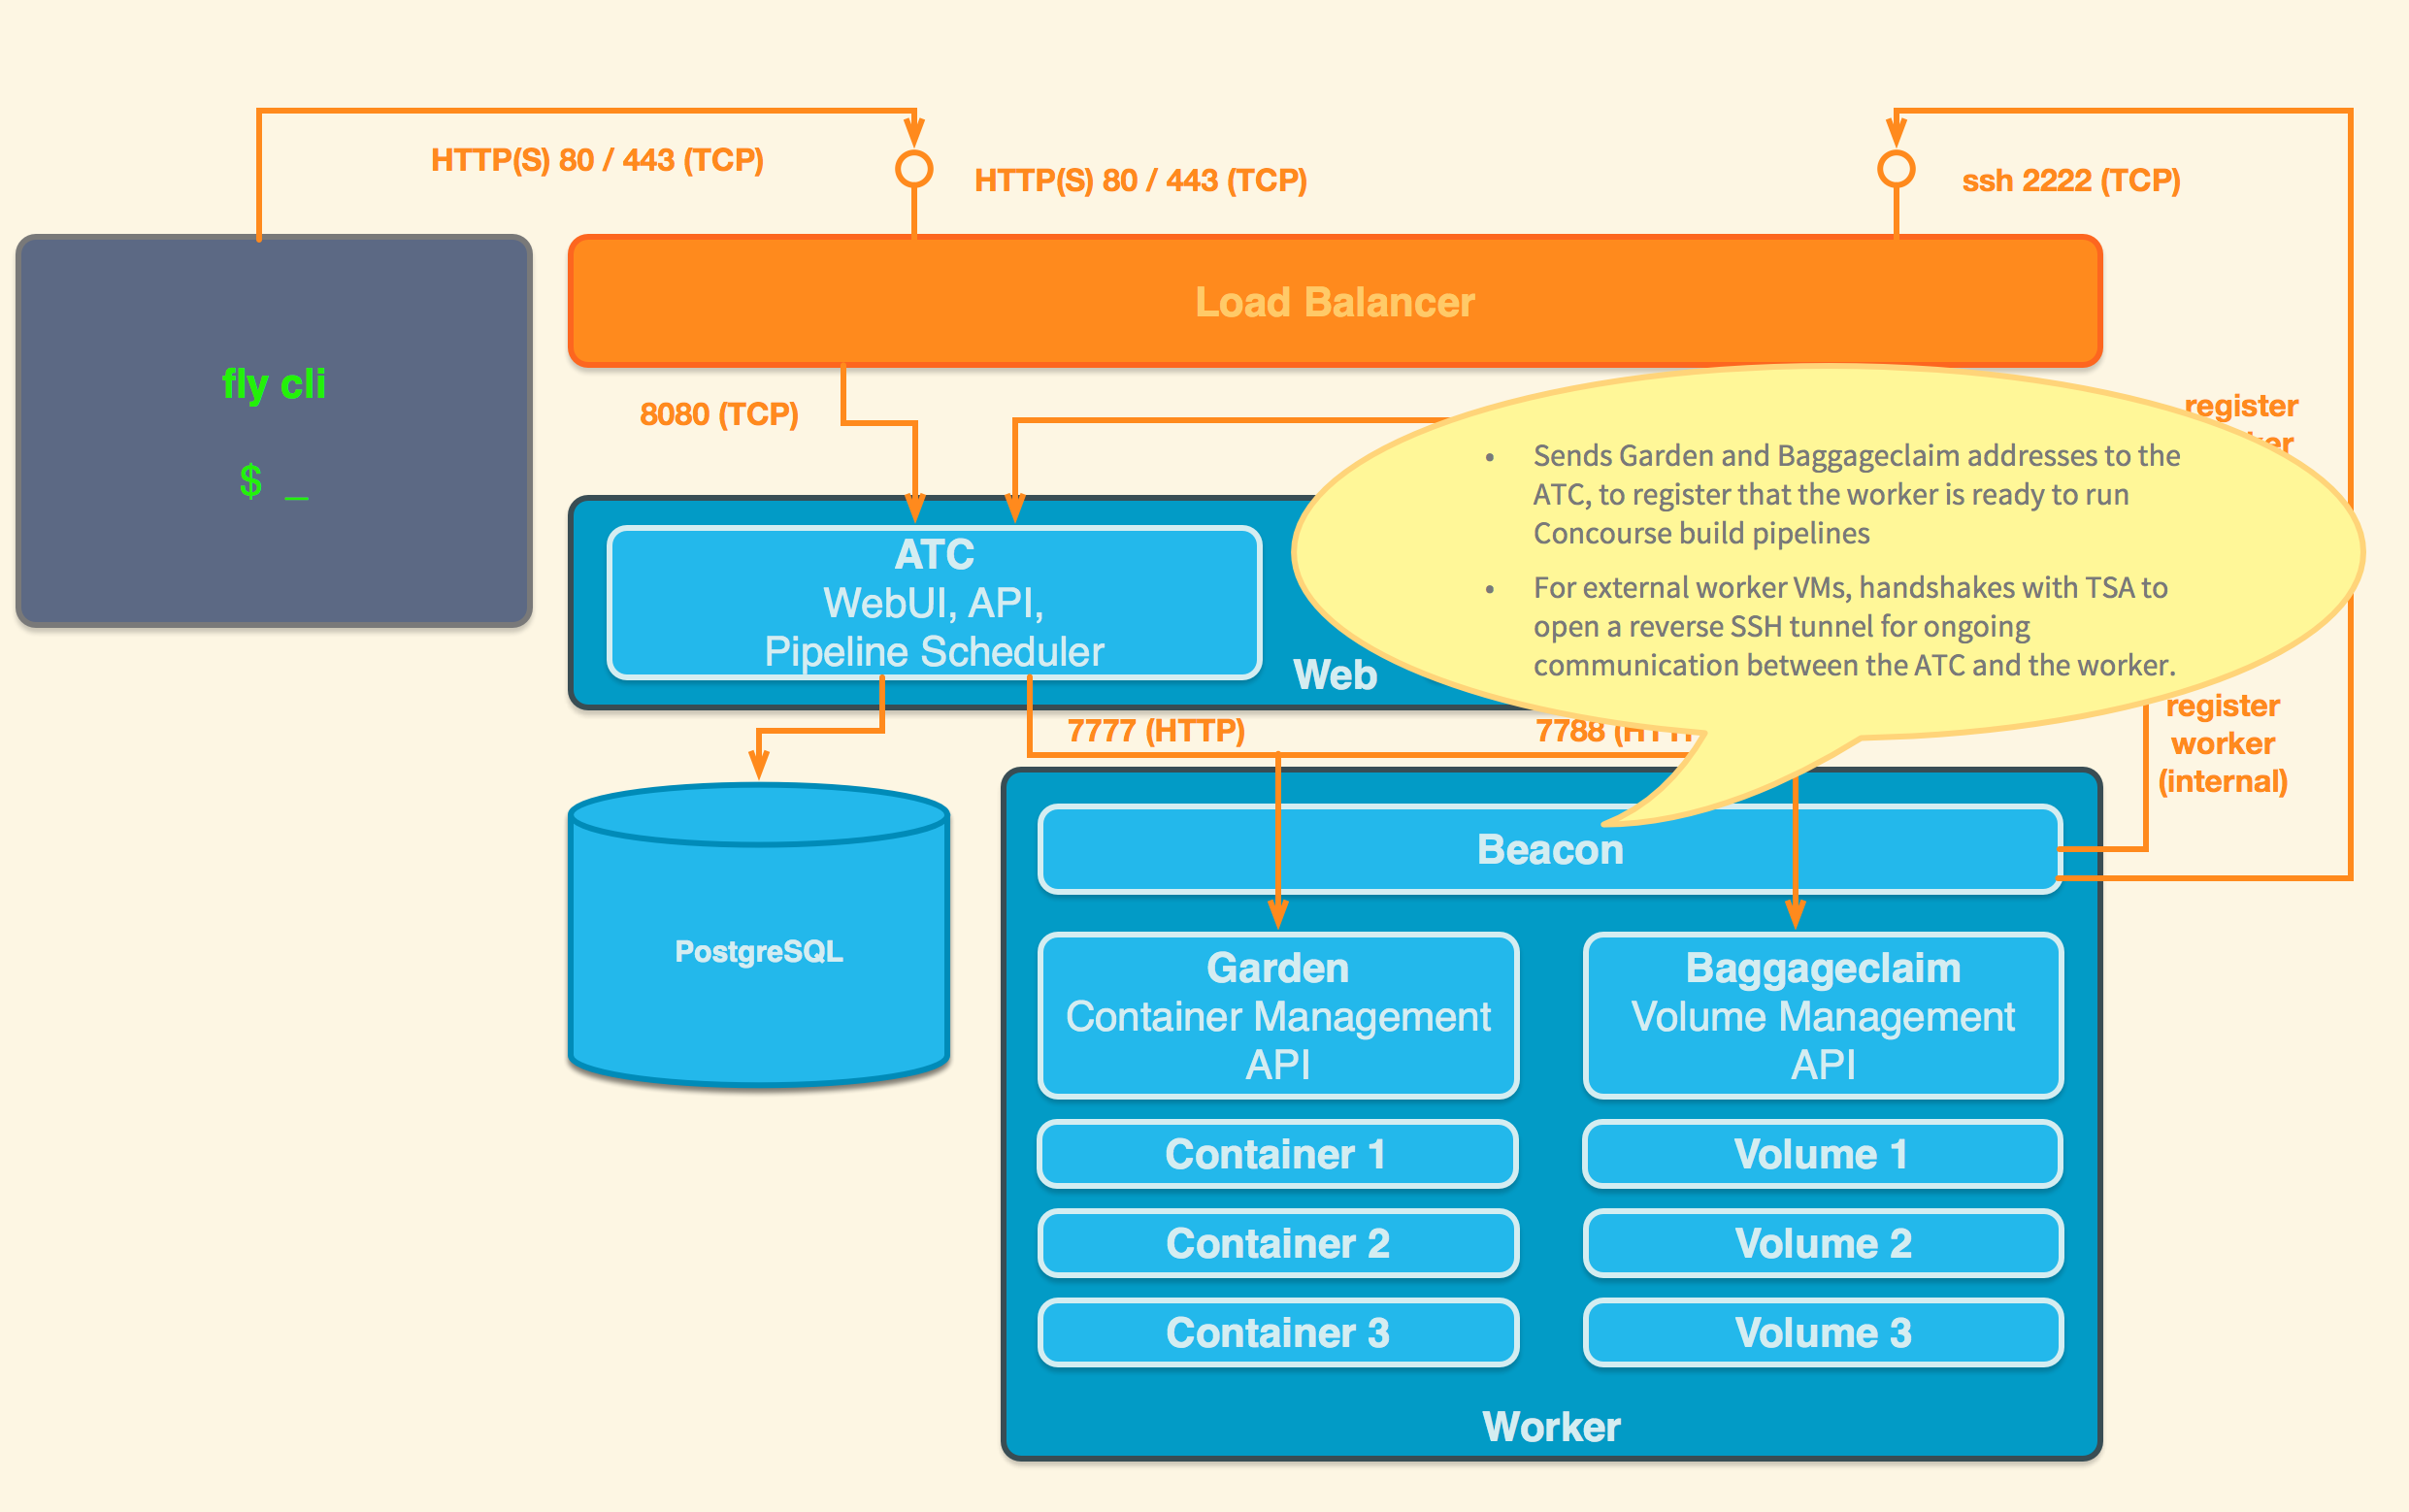 HTTP(S) 80 / 443 (TCP)
HTTP(S) 80 / 443 (TCP)
ssh 2222 (TCP)
fly cli
$ _
Load Balancer
8080 (TCP)
register
• Sends Garden and Baggageclaim addresses to the
ATC, to register that the worker is ready to run
Concourse build pipelines
• For external worker VMs, handshakes with TSA to
open a reverse SSH tunnel for ongoing
communication between the ATC and the worker.
ATC
WebUI, API,
Pipeline Scheduler
Web
7777 (HTTP)
7788
register
worker
(internal)
PostgreSQL
Beacon
Garden
Container Management
API
Baggageclaim
Volume Management
API
Container 1
Volume 1
Container 2
Volume 2
Container 3
Volume 3
Worker